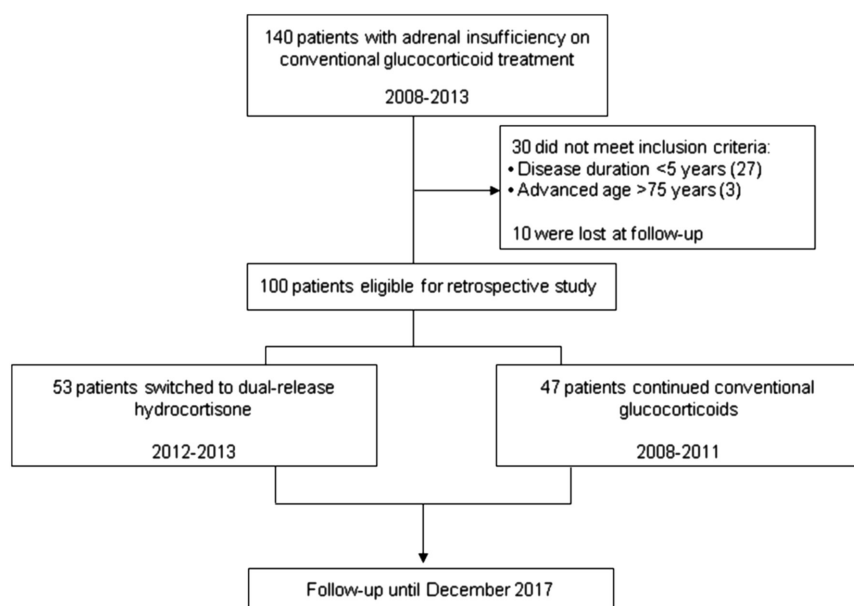 140 patients with adrenal insufficiency on
conventional glucocorticoid treatment
2008-2013
30 did not meet inclusion criteria:
• Disease duration <5 years (27)
• Advanced age >75 years (3)
10 were lost at follow-up
100 patients eligible for retrospective study
53 patients switched to dual-release
hydrocortisone
2012-2013
47 patients continued conventional
glucocorticoids
2008-2011
Follow-up until December 2017